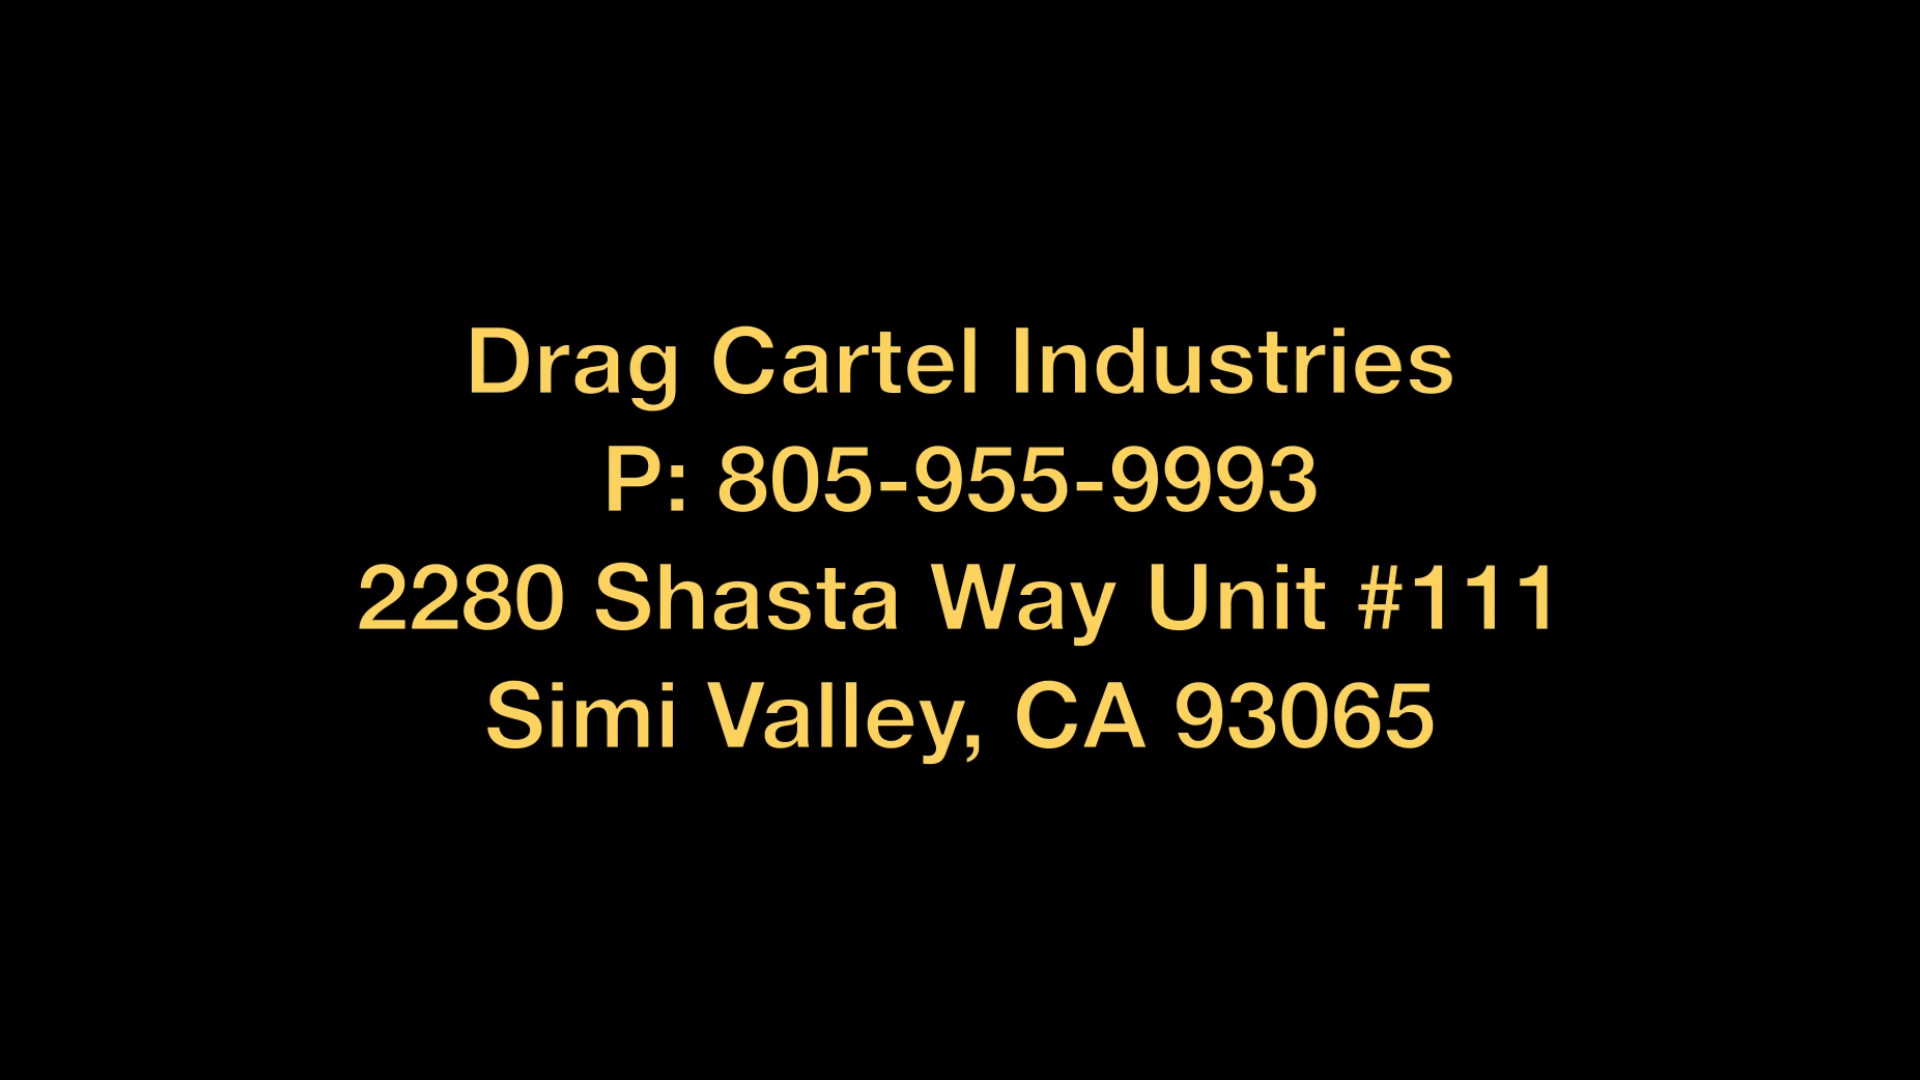 Drag Cartel Industries
P: 805-955-9993
2280 Shasta Way Unit #111
Simi Valley, CA 93065